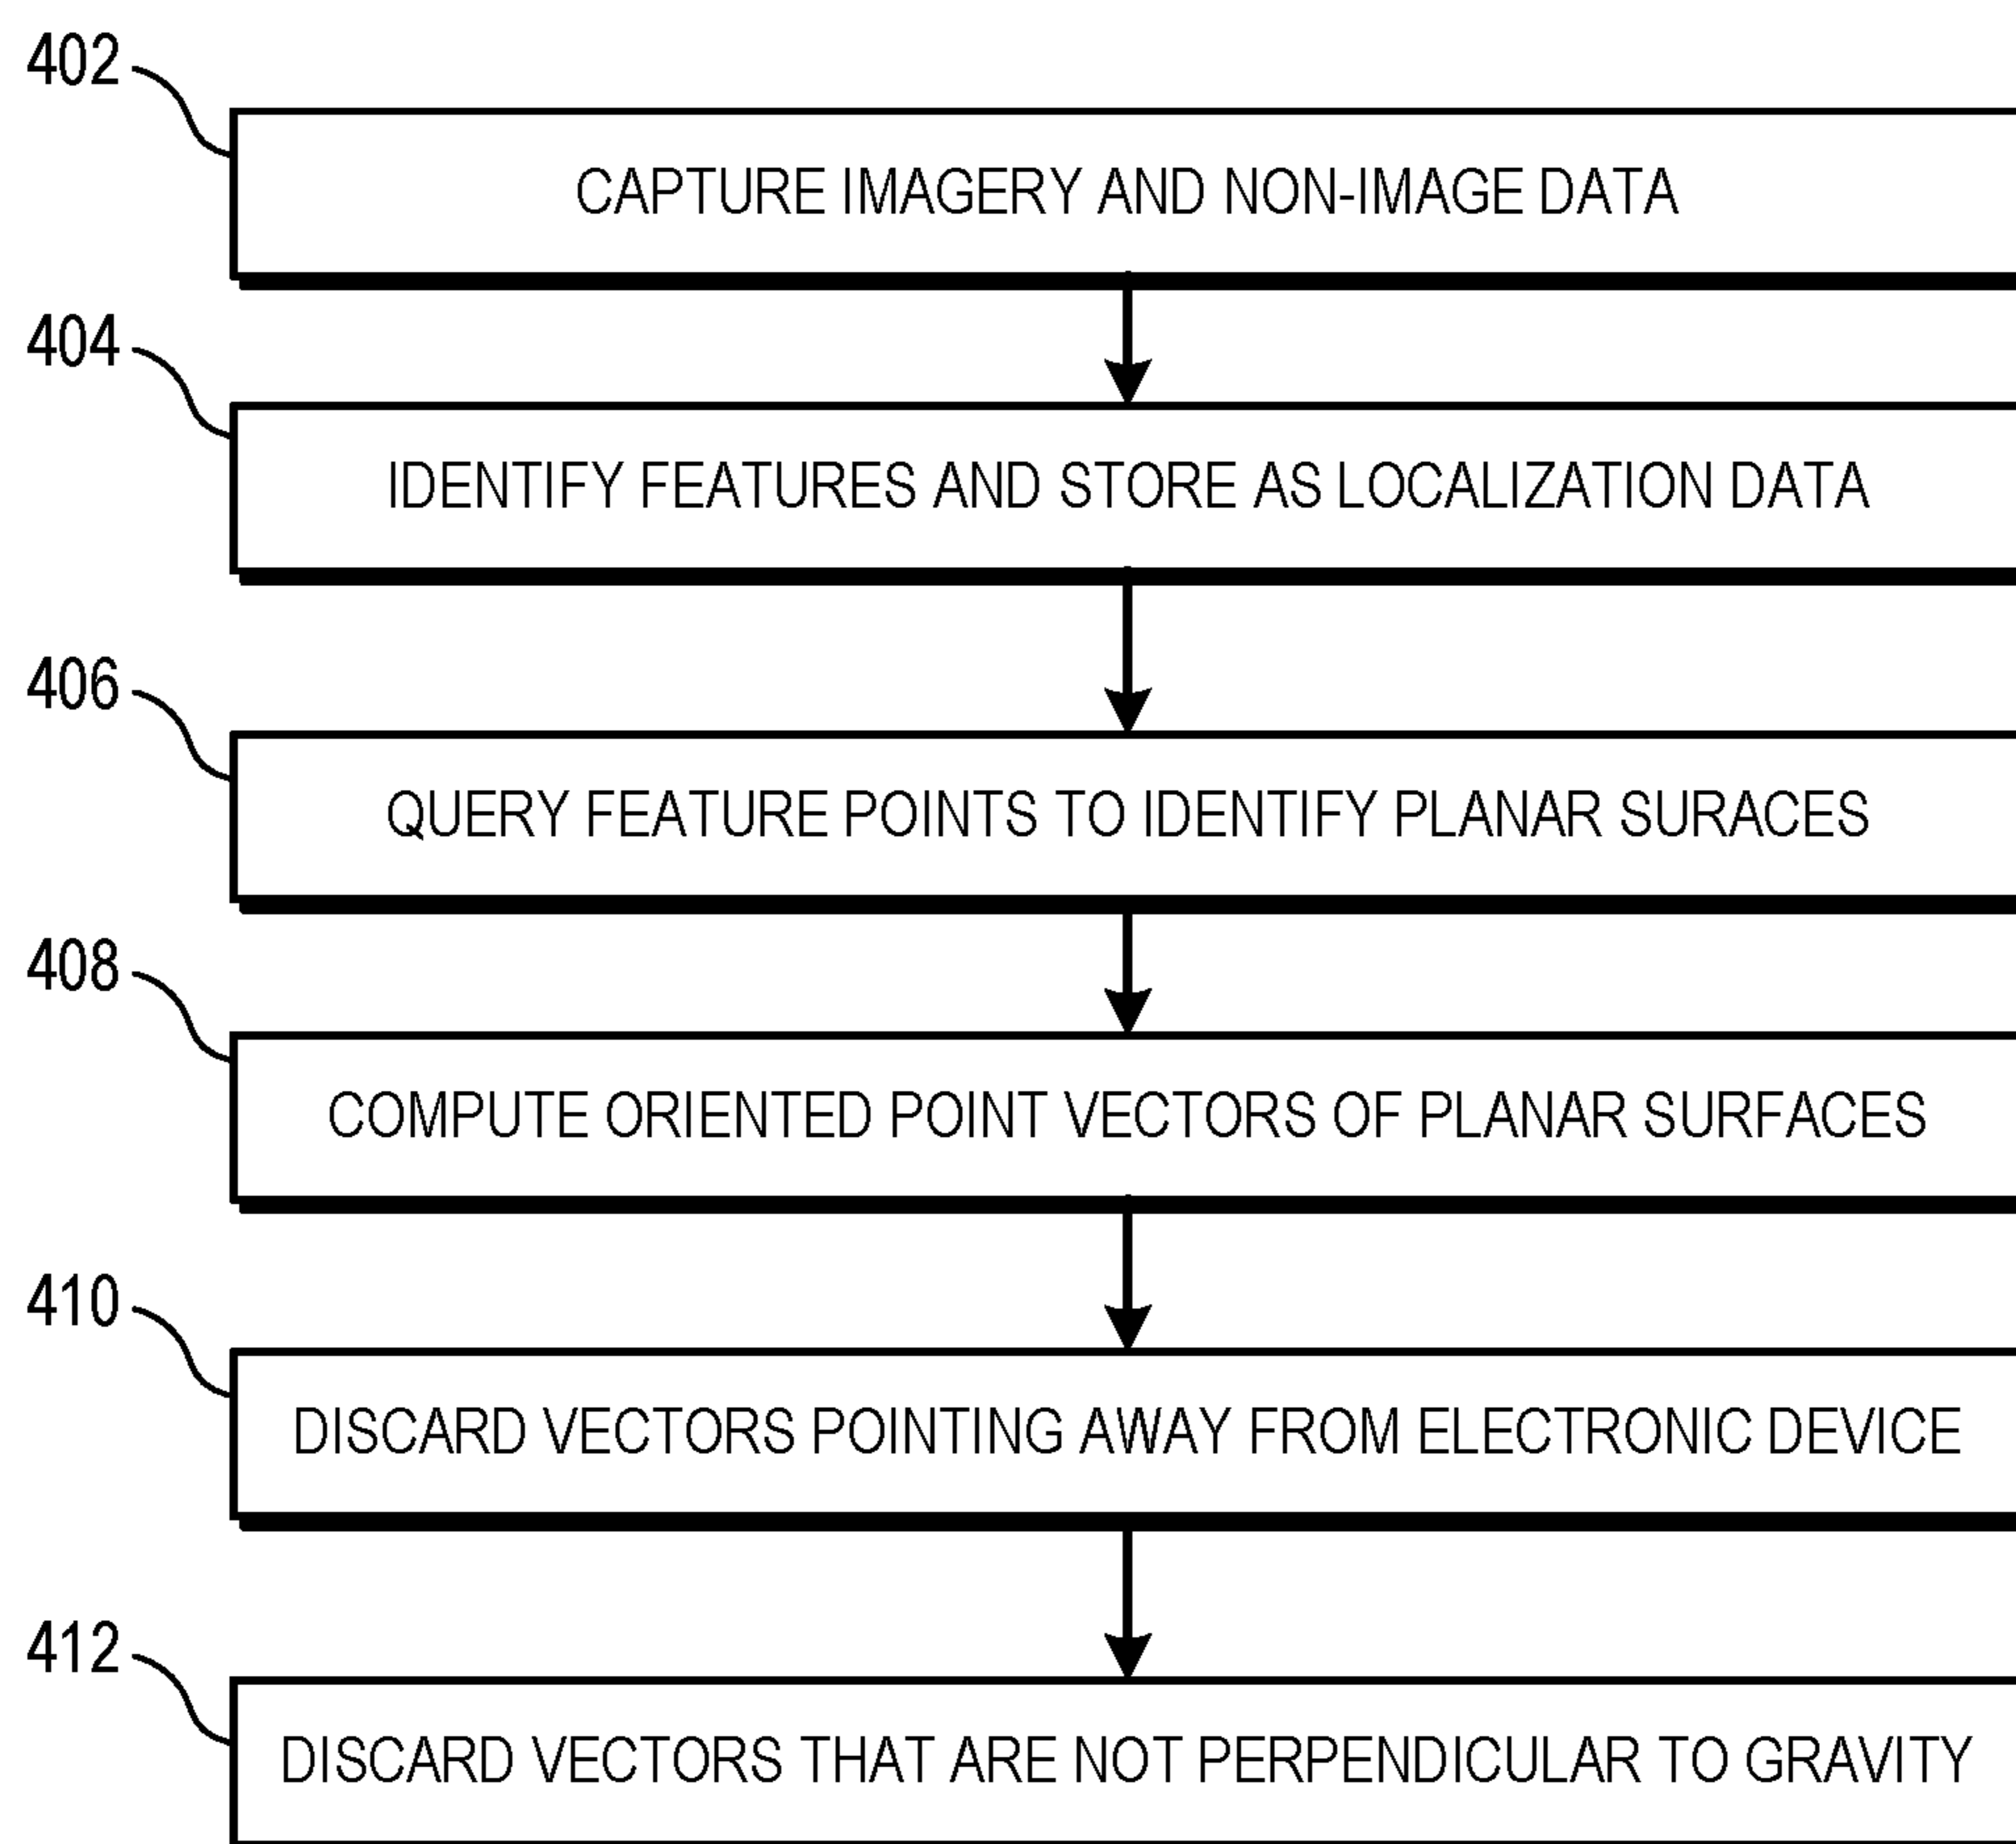 402
CAPTURE IMAGERY AND NON-IMAGE DATA
404
IDENTIFY FEATURES AND STORE AS LOCALIZATION DATA
406
QUERY FEATURE POINTS TO IDENTIFY PLANAR SURACES
408
COMPUTE ORIENTED POINT VECTORS OF PLANAR SURFACES
410
DISCARD VECTORS POINTING AWAY FROM ELECTRONIC DEVICE
412
DISCARD VECTORS THAT ARE NOT PERPENDICULAR TO GRAVITY